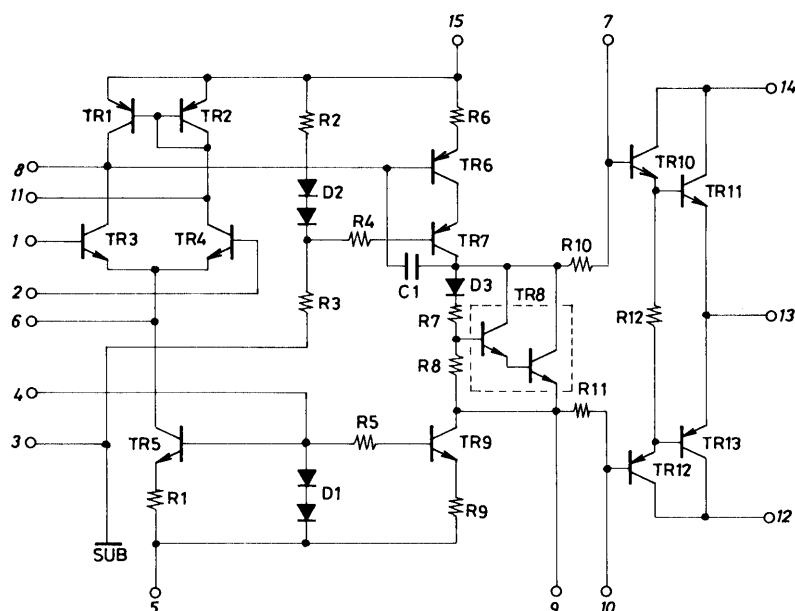 15
7
14
TR1
TR2
R2
R6
TR6
TR10
TR11
8
D2
11
R4
TR7
1
TR3
TR4
R10
2
C1
D3
TR8
R3
R7
R12
6
13
R8
4
R11
R5
3
TR5
TR9
TR13
TR12
D1
R1
R9
12
SUB
5
9
10